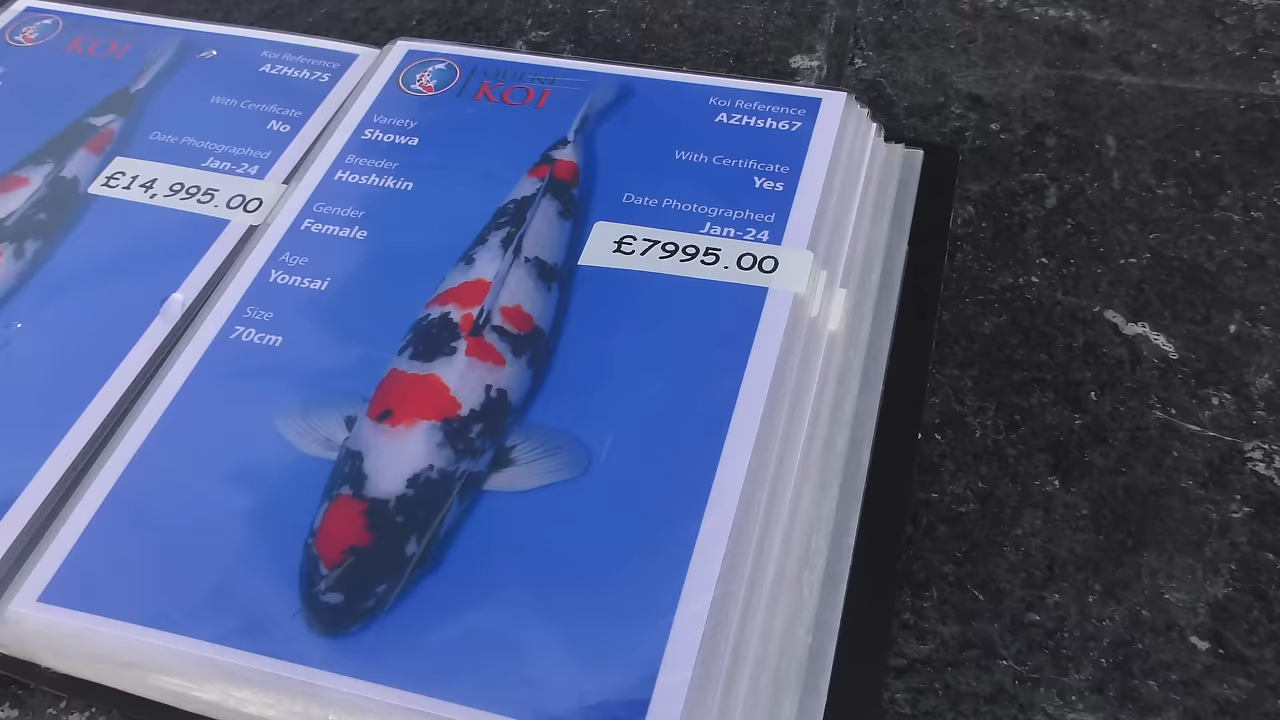 KOI
Koi Reference
AZHsh75
With Certificate
No
Date Photographed
Jan-24
£14,995.00
KOI
Variety
Showa
Breeder
Hoshikin
Gender
Female
Age
Yonsai
Size
70cm
Koi Reference
AZHsh67
With Certificate
Yes
Date Photographed
Jan-24
£7995.00